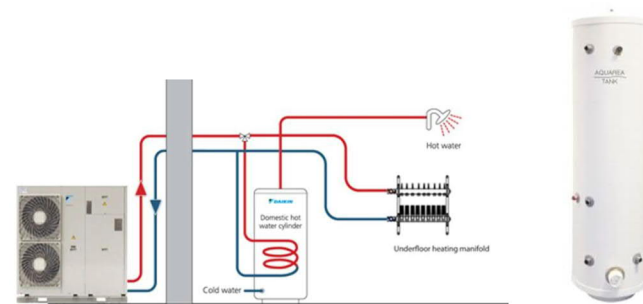 AQUAREA
TANK
Hot water
DAIKIN
Domestic hot
water cylinder
Underfloor heating manifold
Cold water